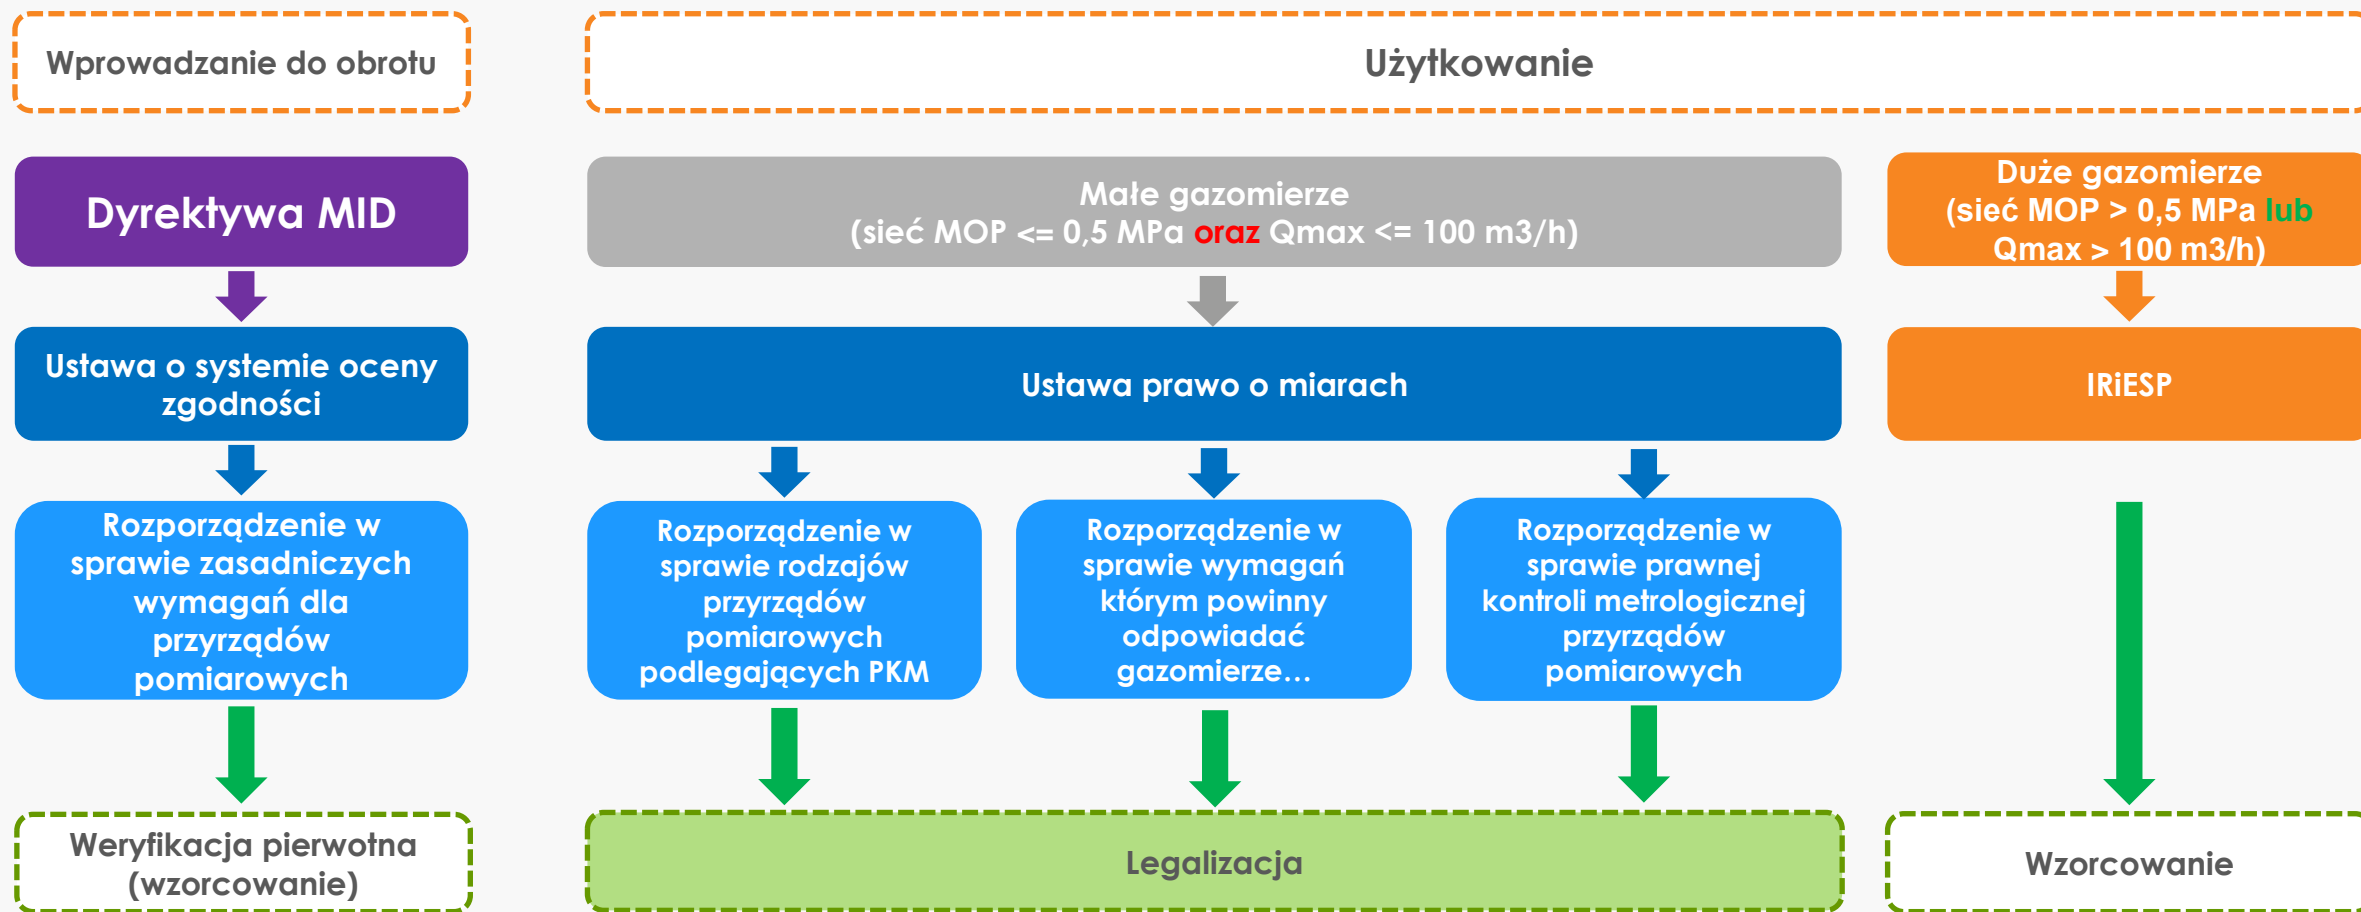 Wprowadzanie do obrotu
Użytkowanie
Dyrektywa MID
Małe gazomierze
(sieć MOP <= 0,5 MPa oraz Qmax <= 100 m3/h)
Duże gazomierze
(sieć MOP > 0,5 MPa lub
Qmax > 100 m3/h)
Ustawa o systemie oceny
zgodności
Ustawa prawo o miarach
IRiESP
Rozporządzenie w
sprawie zasadniczych
wymagań dla
przyrządów
pomiarowych
Rozporządzenie w
sprawie rodzajów
przyrządów
pomiarowych
podlegających PKM
Rozporządzenie w
sprawie wymagań
którym powinny
odpowiadać
gazomierze…
Rozporządzenie w
sprawie prawnej
kontroli metrologicznej
przyrządów
pomiarowych
Weryfikacja pierwotna
(wzorcowanie)
Legalizacja
Wzorcowanie